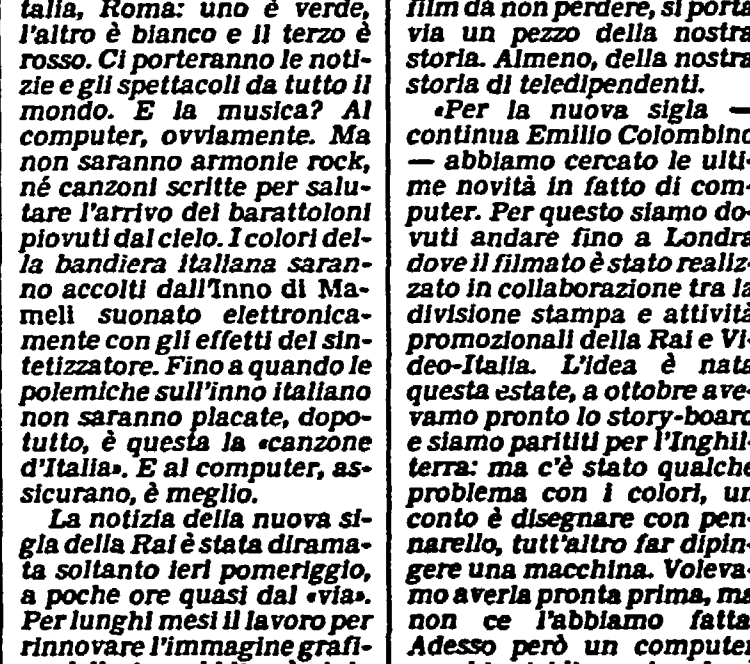 talia, Roma: uno è verde,
l'altro è bianco e il terzo è
rosso. Ci porteranno le noti-
zie e gli spettacoli da tutto il
mondo. E la musica? Al
computer, ovviamente. Ma
non saranno armonie rock,
né canzoni scritte per salu-
tare l'arrivo dei barattoloni
piovuti dal cielo. I colori del-
la bandiera italiana saran-
no accolti dall'Inno di Ma-
meli suonato elettronica-
mente con gli effetti del sin-
tetizzatore. Fino a quando le
polemiche sull'inno italiano
non saranno placate, dopo-
tutto, è questa la «canzone
d'Italia». E al computer, as-
sicurano, è meglio.
La notizia della nuova si-
gla della Rai è stata dirama-
ta soltanto ieri pomeriggio,
a poche ore quasi dal «via».
Per lunghi mesi il lavoro per
rinnovare l'immagine grafi-
film da non perdere, si porta
via un pezzo della nostra
storia. Almeno, della nostra
storia di teledipendenti.
«Per la nuova sigla —
continua Emilio Colombino
— abbiamo cercato le ulti-
me novità in fatto di com-
puter. Per questo siamo do-
vuti andare fino a Londra
dove il filmato è stato realiz-
zato in collaborazione tra la
divisione stampa e attività
promozionali della Rai e Vi-
deo-Italia. L'idea è nata
questa estate, a ottobre ave-
vamo pronto lo story-board
e siamo parititi per l'Inghil-
terra: ma c'è stato qualche
problema con i colori, un
conto è disegnare con pen-
narello, tutt'altro far dipin-
gere una macchina. Voleva-
mo averla pronta prima, ma
non ce l'abbiamo fatta.
Adesso però un computer